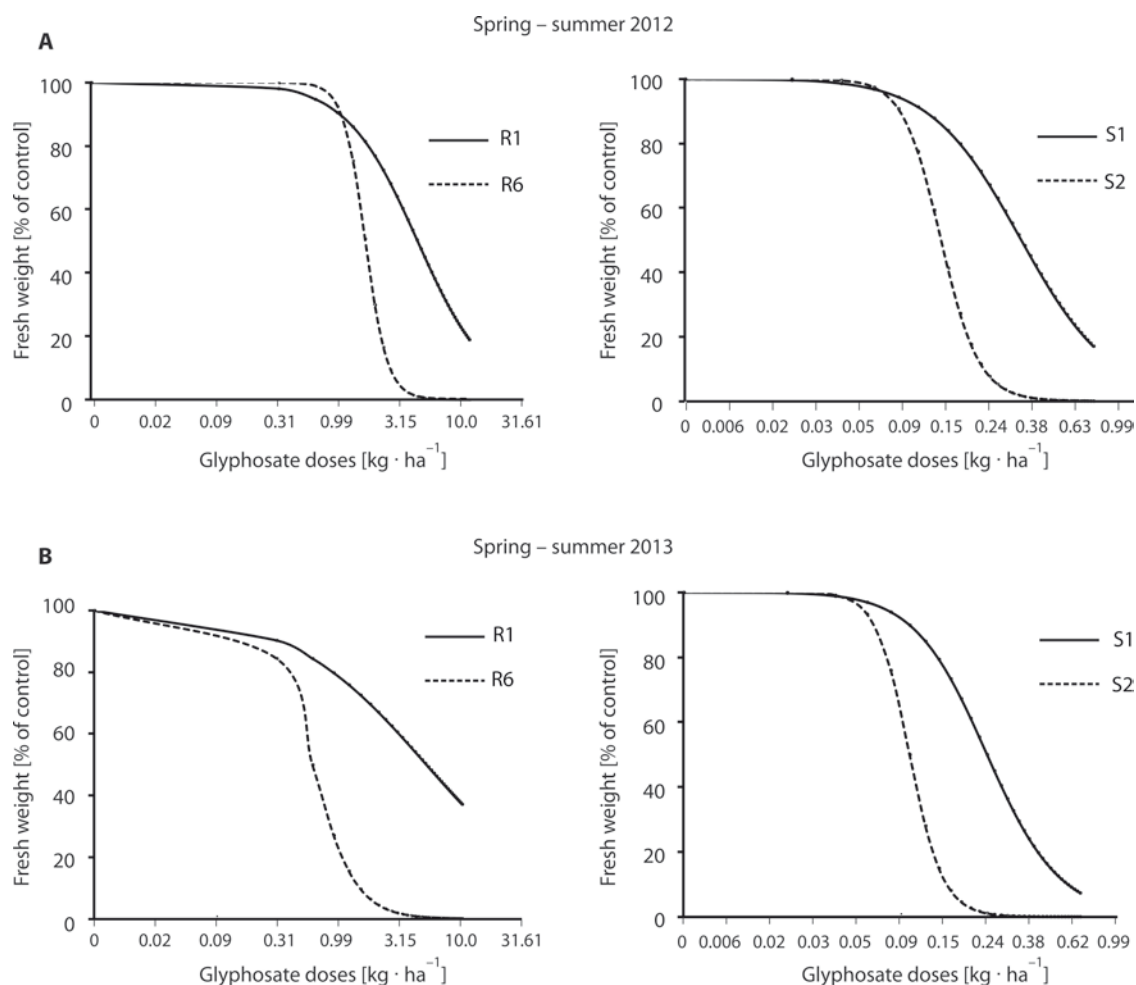 Spring – summer 2012
A
100
80
60
40
20
0
Fresh weight [% of control]
R1
R6
0 0.02 0.09 0.31 0.99 3.15 10.0 31.61
Glyphosate doses [kg · ha⁻¹]
100
80
60
40
20
0
Fresh weight [% of control]
S1
S2
0 0.006 0.02 0.03 0.05 0.09 0.15 0.24 0.38 0.63 0.99
Glyphosate doses [kg · ha⁻¹]
Spring – summer 2013
B
100
80
60
40
20
0
Fresh weight [% of control]
R1
R6
0 0.02 0.09 0.31 0.99 3.15 10.0 31.61
Glyphosate doses [kg · ha⁻¹]
100
80
60
40
20
0
Fresh weight [% of control]
S1
S2
0 0.006 0.02 0.03 0.05 0.09 0.15 0.24 0.38 0.62 0.99
Glyphosate doses [kg · ha⁻¹]